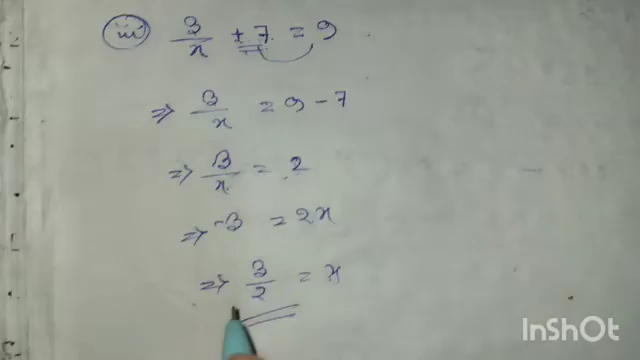 iii 3/x + 7 = 9
⇒ 3/x = 9 - 7
⇒ 3/x = 2
⇒ 3 = 2x
⇒ 3/2 = x
InShOt